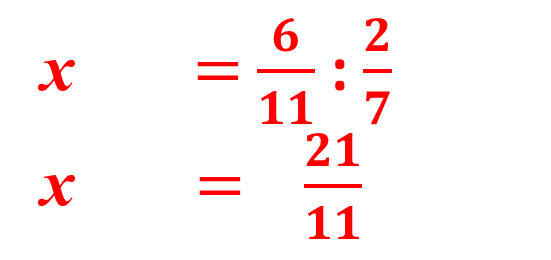 x = 6/11 : 2/7
x = 21/11